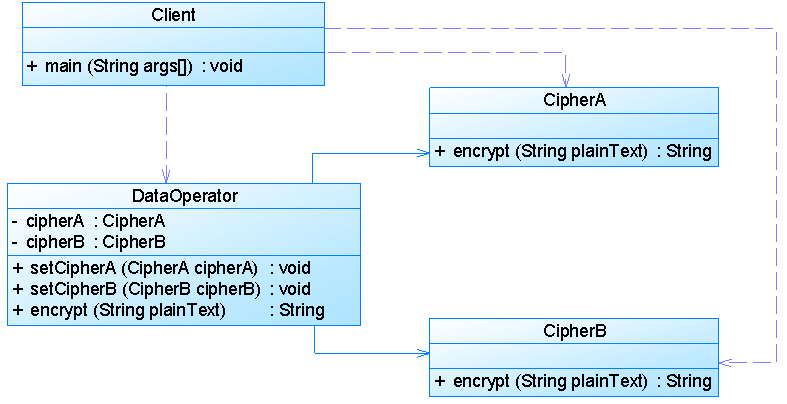 Client
+ main (String args[]) : void
CipherA
+ encrypt (String plainText) : String
DataOperator
- cipherA : CipherA
- cipherB : CipherB
+ setCipherA (CipherA cipherA) : void
+ setCipherB (CipherB cipherB) : void
+ encrypt (String plainText) : String
CipherB
+ encrypt (String plainText) : String